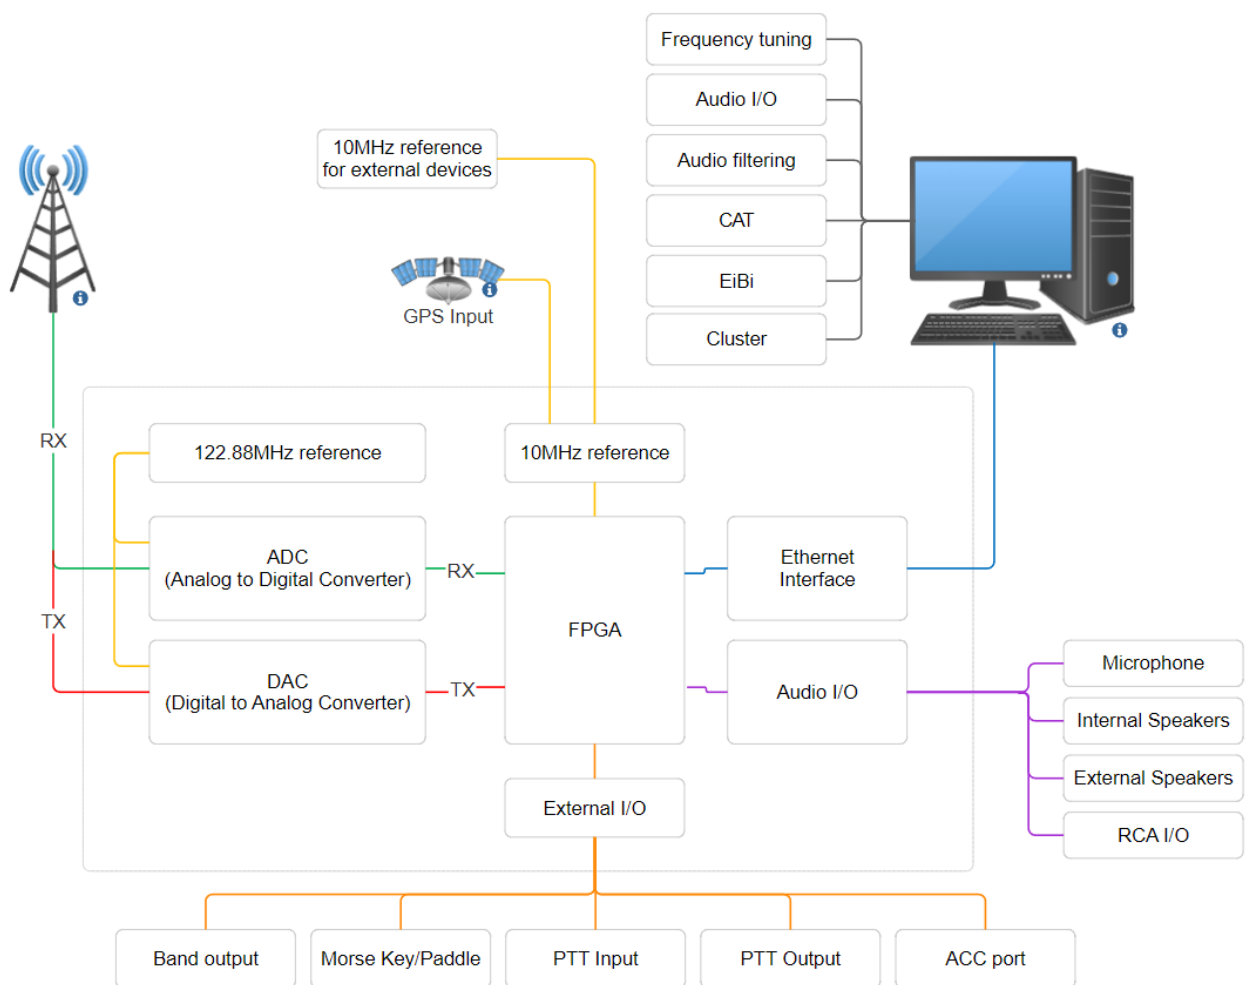 Frequency tuning
Audio I/O
10MHz reference
for external devices
Audio filtering
CAT
EiBi
GPS Input
Cluster
RX
122.88MHz reference
10MHz reference
ADC
(Analog to Digital Converter)
RX
Ethernet
Interface
TX
FPGA
DAC
(Digital to Analog Converter)
TX
Audio I/O
Microphone
Internal Speakers
External Speakers
RCA I/O
External I/O
Band output
Morse Key/Paddle
PTT Input
PTT Output
ACC port